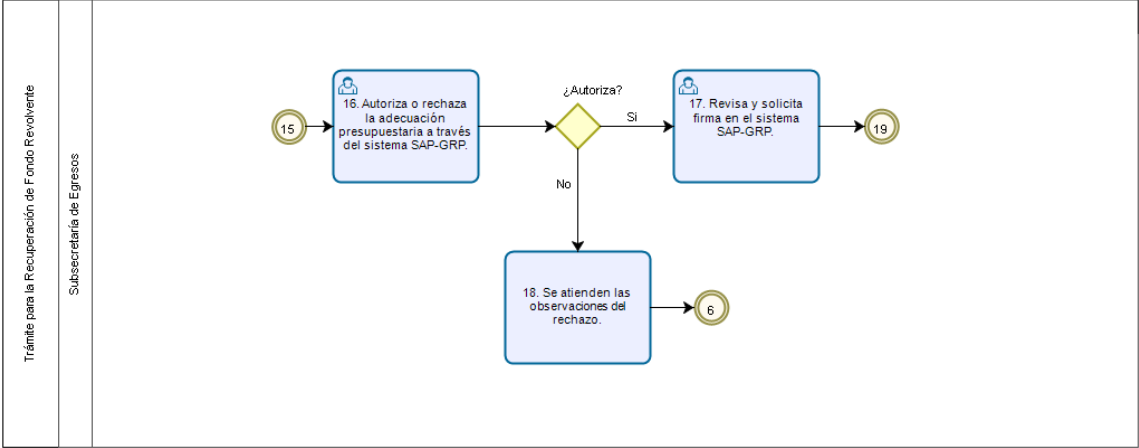 Trámite para la Recuperación de Fondo Revolvente
Subsecretaría de Egresos
15
16. Autoriza o rechaza
la adecuación
presupuestaria a través
del sistema SAP-GRP.
¿Autoriza?
Si
17. Revisa y solicita
firma en el sistema
SAP-GRP.
19
No
18. Se atienden las
observaciones del
rechazo.
6